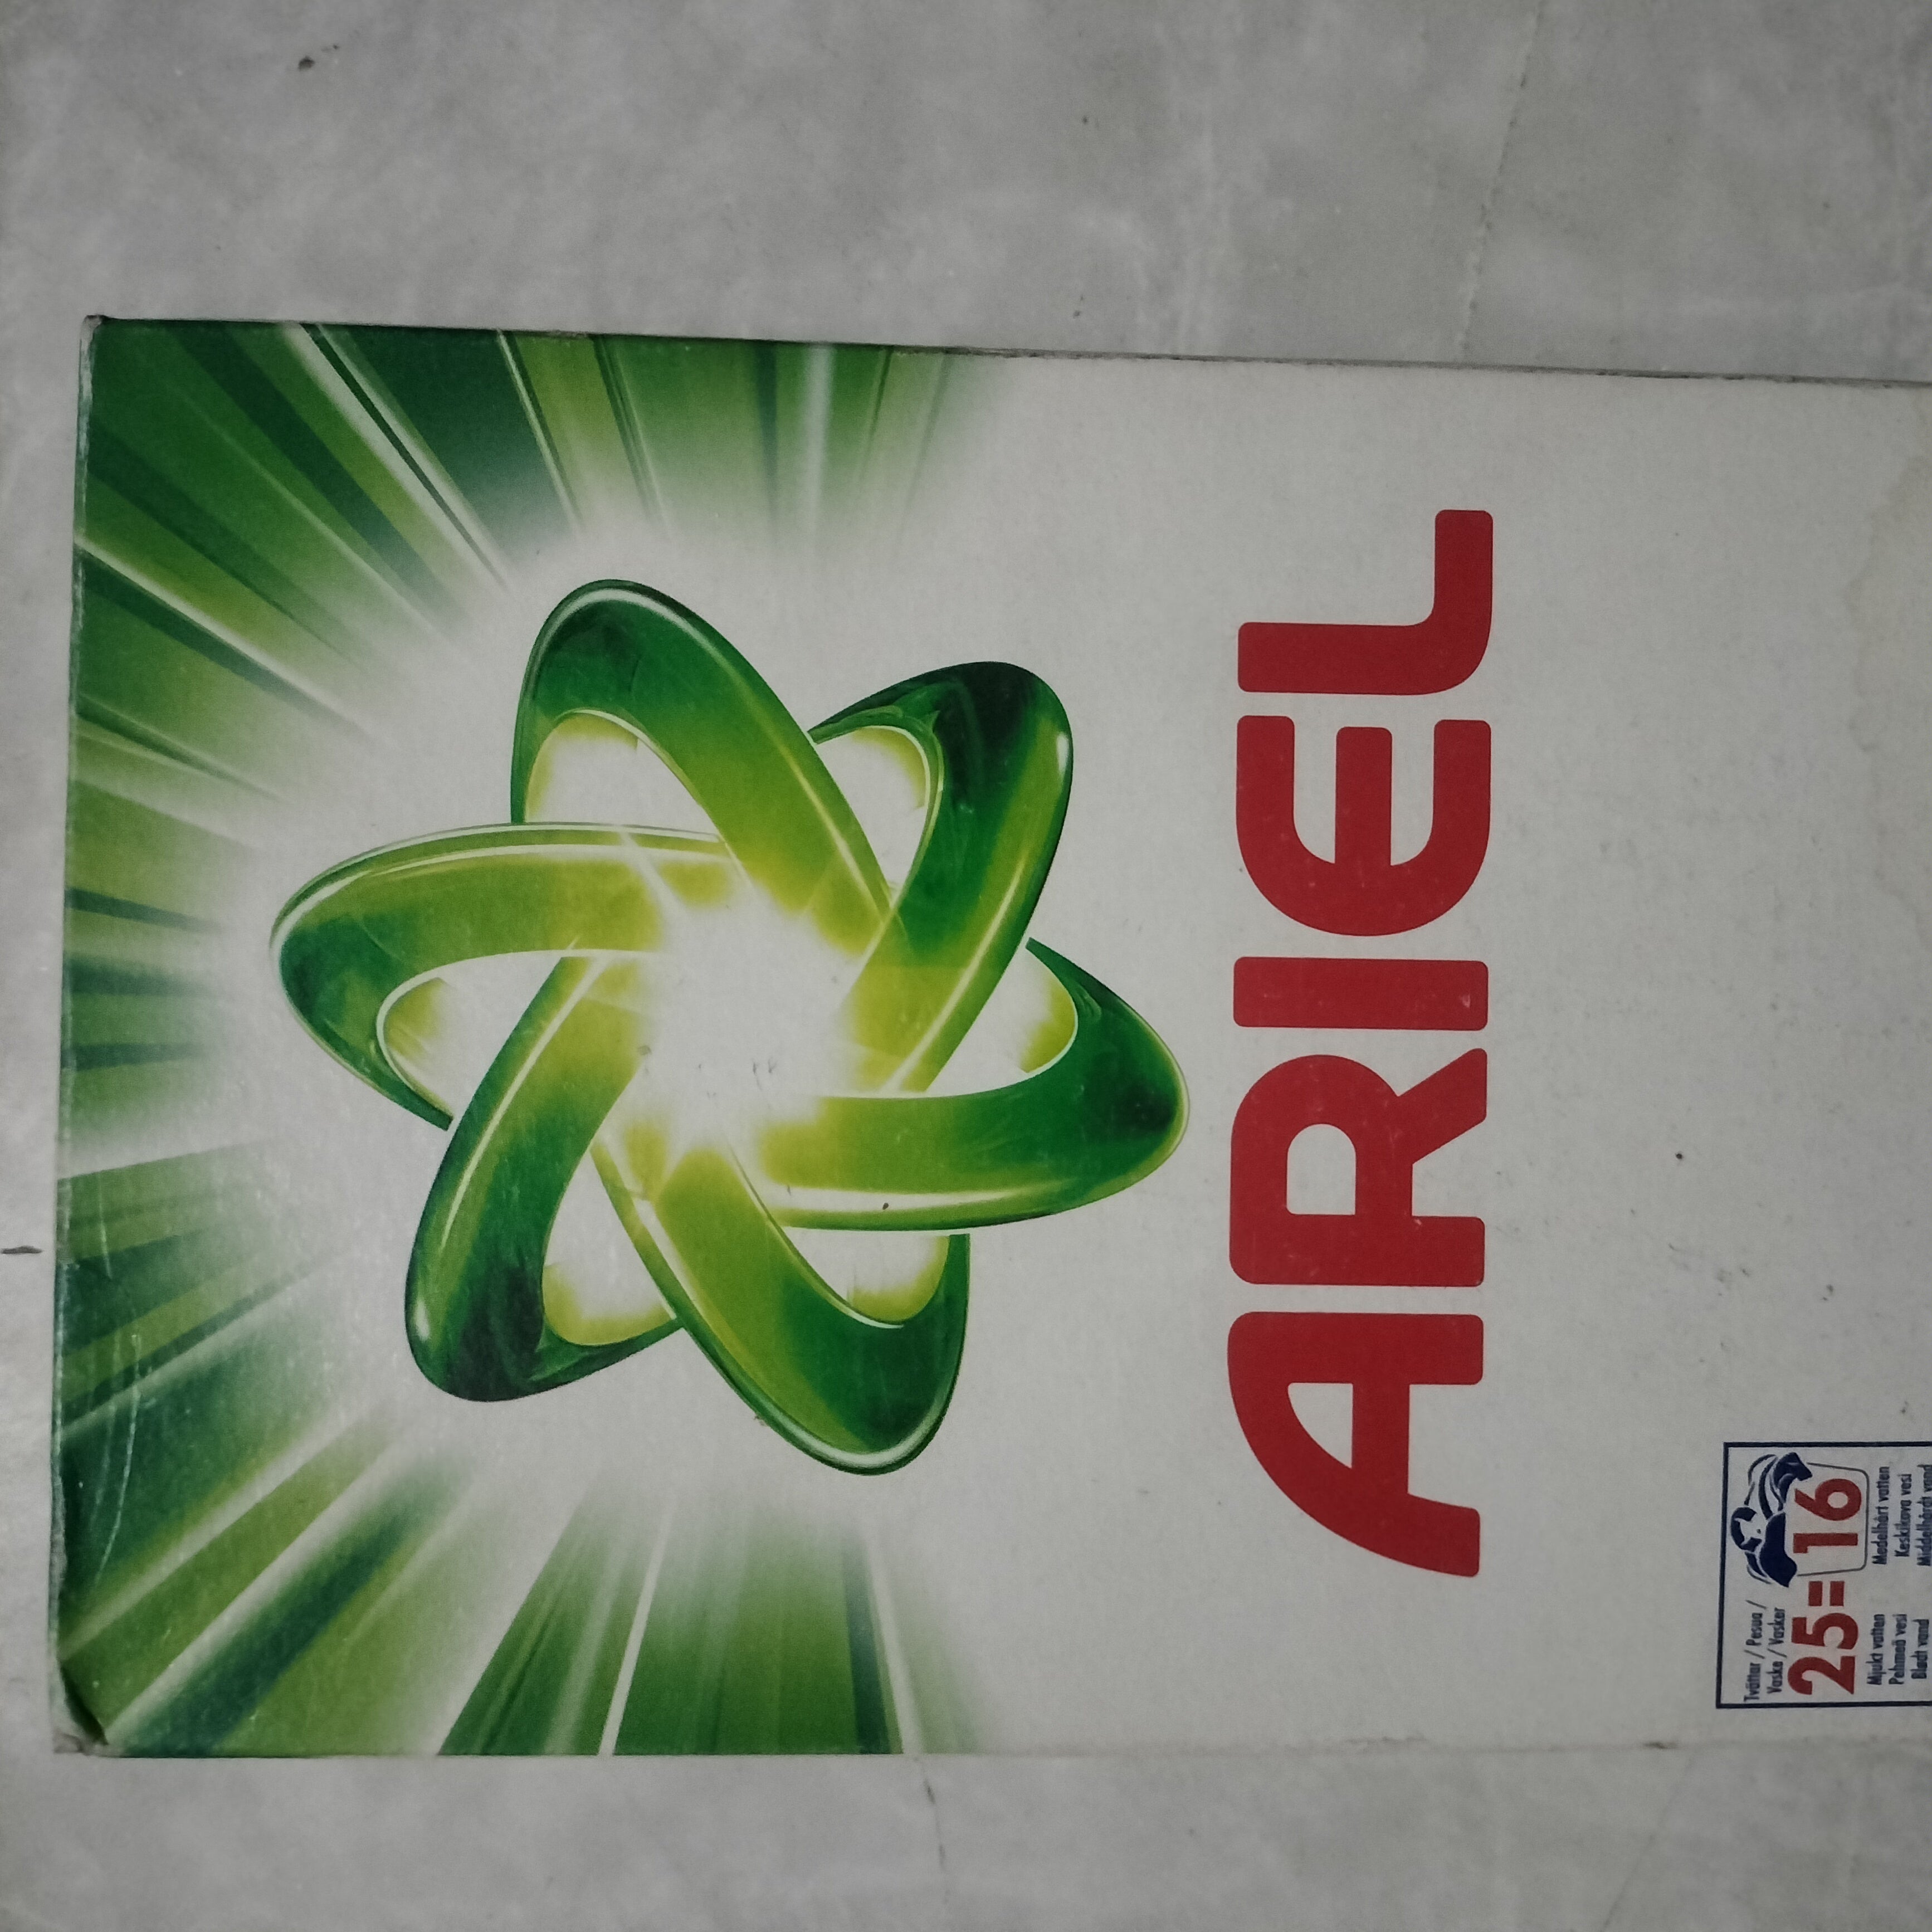 ARIEL
Tvättar / Pesua /
Vaske / Vasker
25=16
Mjukt vatten Medelhårt vatten
Pehmeä vesi Keskikova vesi
Blødt vand Middelhårdt vand